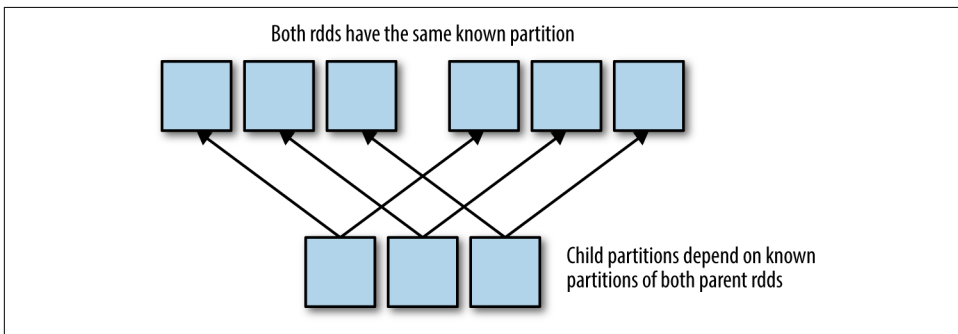 Both rdds have the same known partition
Child partitions depend on known
partitions of both parent rdds